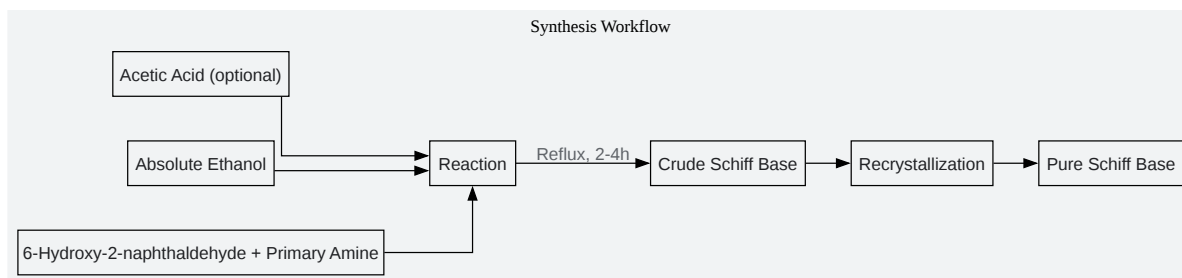 Synthesis Workflow
Acetic Acid (optional)
Absolute Ethanol
Reaction
Reflux, 2-4h
Crude Schiff Base
Recrystallization
Pure Schiff Base
6-Hydroxy-2-naphthaldehyde + Primary Amine